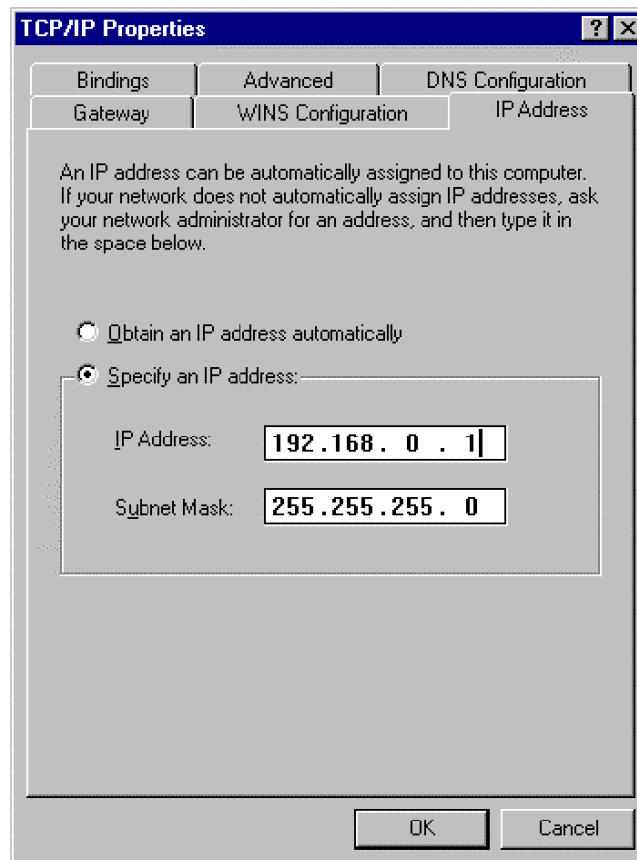 TCP/IP Properties
? X
Bindings Advanced DNS Configuration
Gateway WINS Configuration IP Address
An IP address can be automatically assigned to this computer.
If your network does not automatically assign IP addresses, ask
your network administrator for an address, and then type it in
the space below.
Obtain an IP address automatically
Specify an IP address:
IP Address: 192.168. 0 . 1
Subnet Mask: 255.255.255. 0
OK Cancel